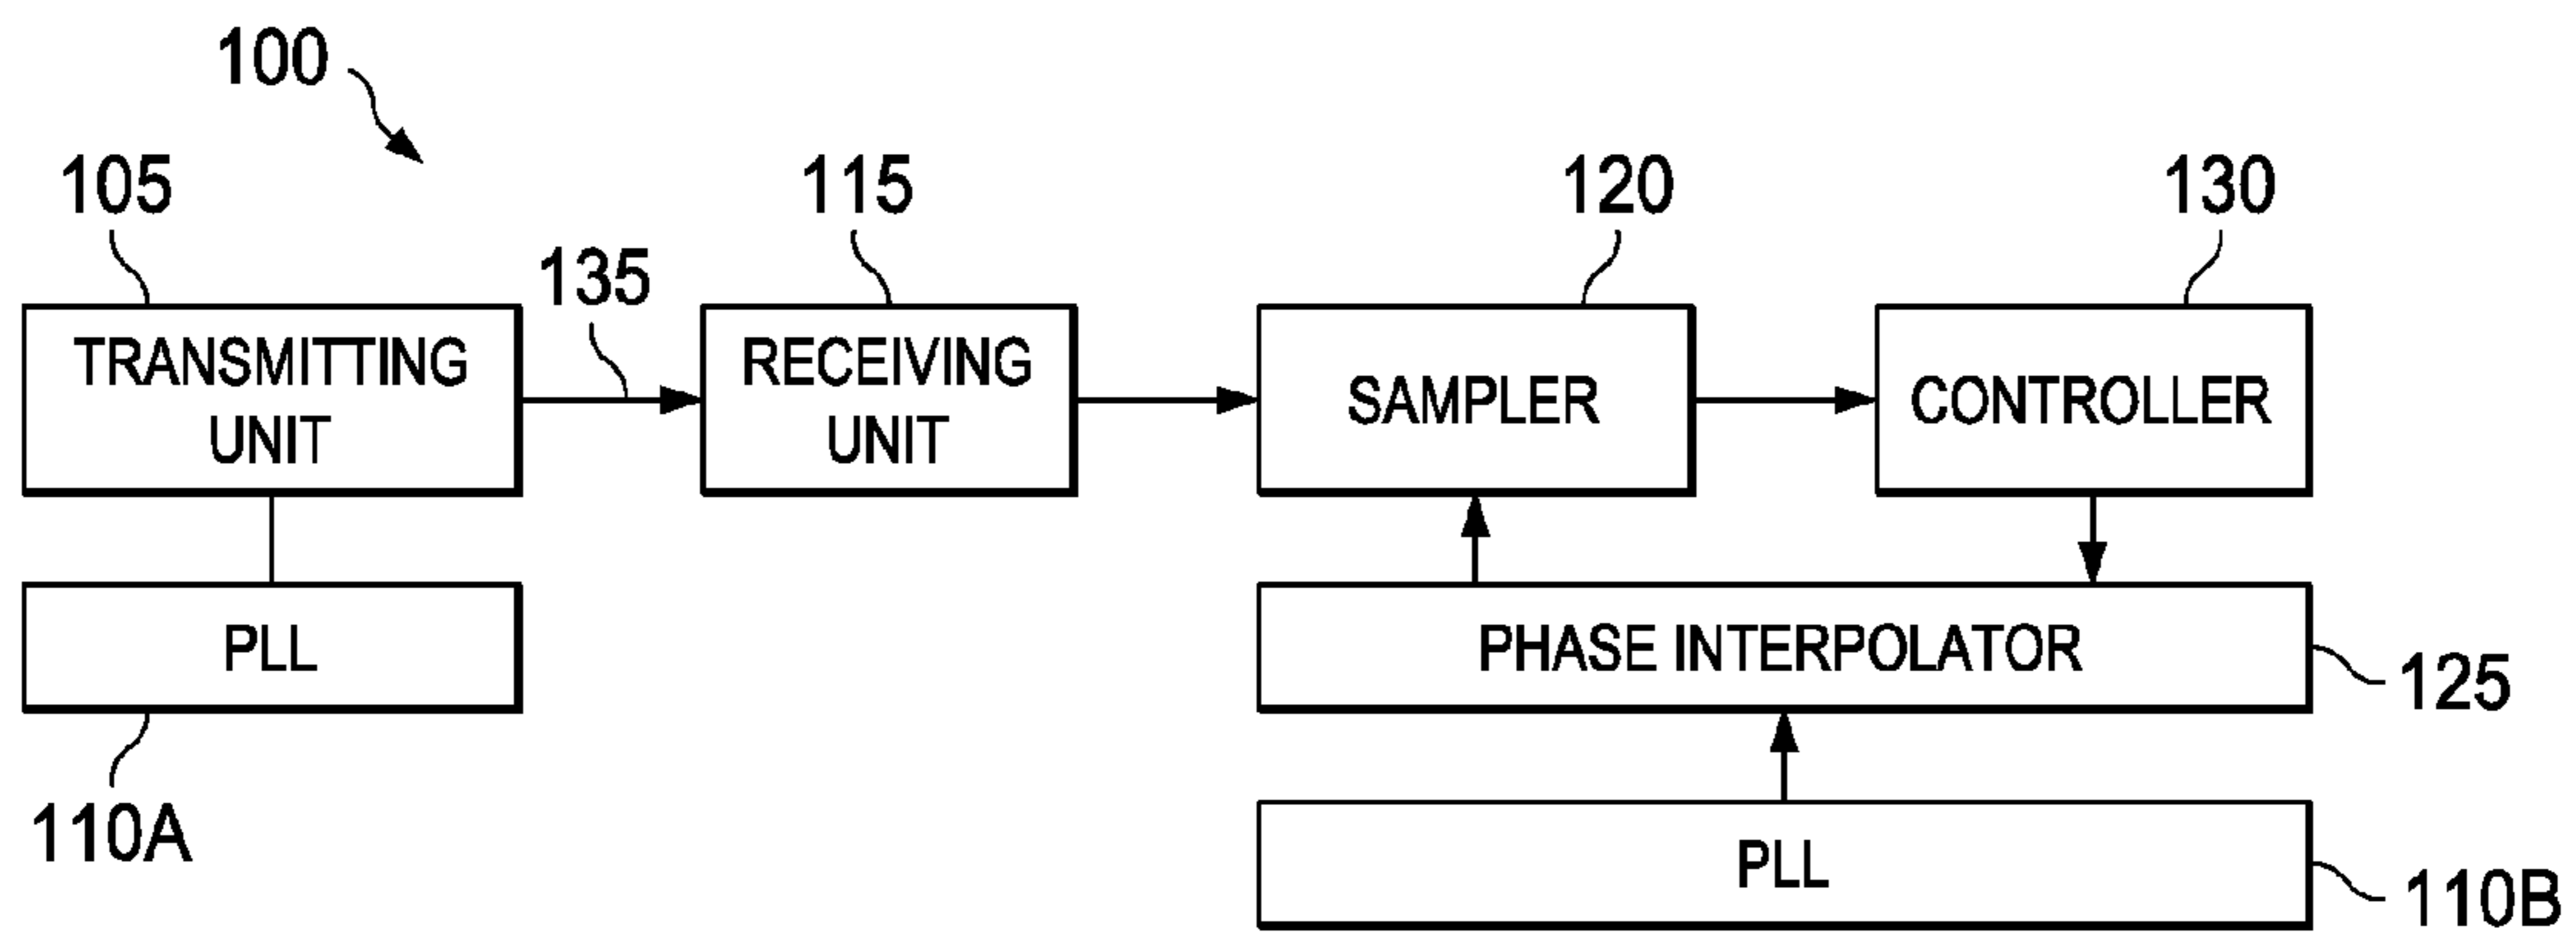 100
105
115
120
130
135
TRANSMITTING
UNIT
RECEIVING
UNIT
SAMPLER
CONTROLLER
PLL
PHASE INTERPOLATOR
125
110A
PLL
110B